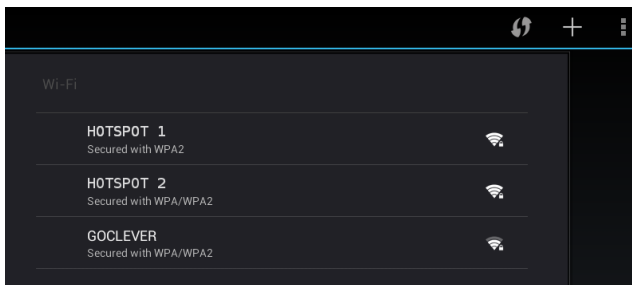 Wi-Fi
HOTSPOT 1
Secured with WPA2
HOTSPOT 2
Secured with WPA/WPA2
GOCLEVER
Secured with WPA/WPA2